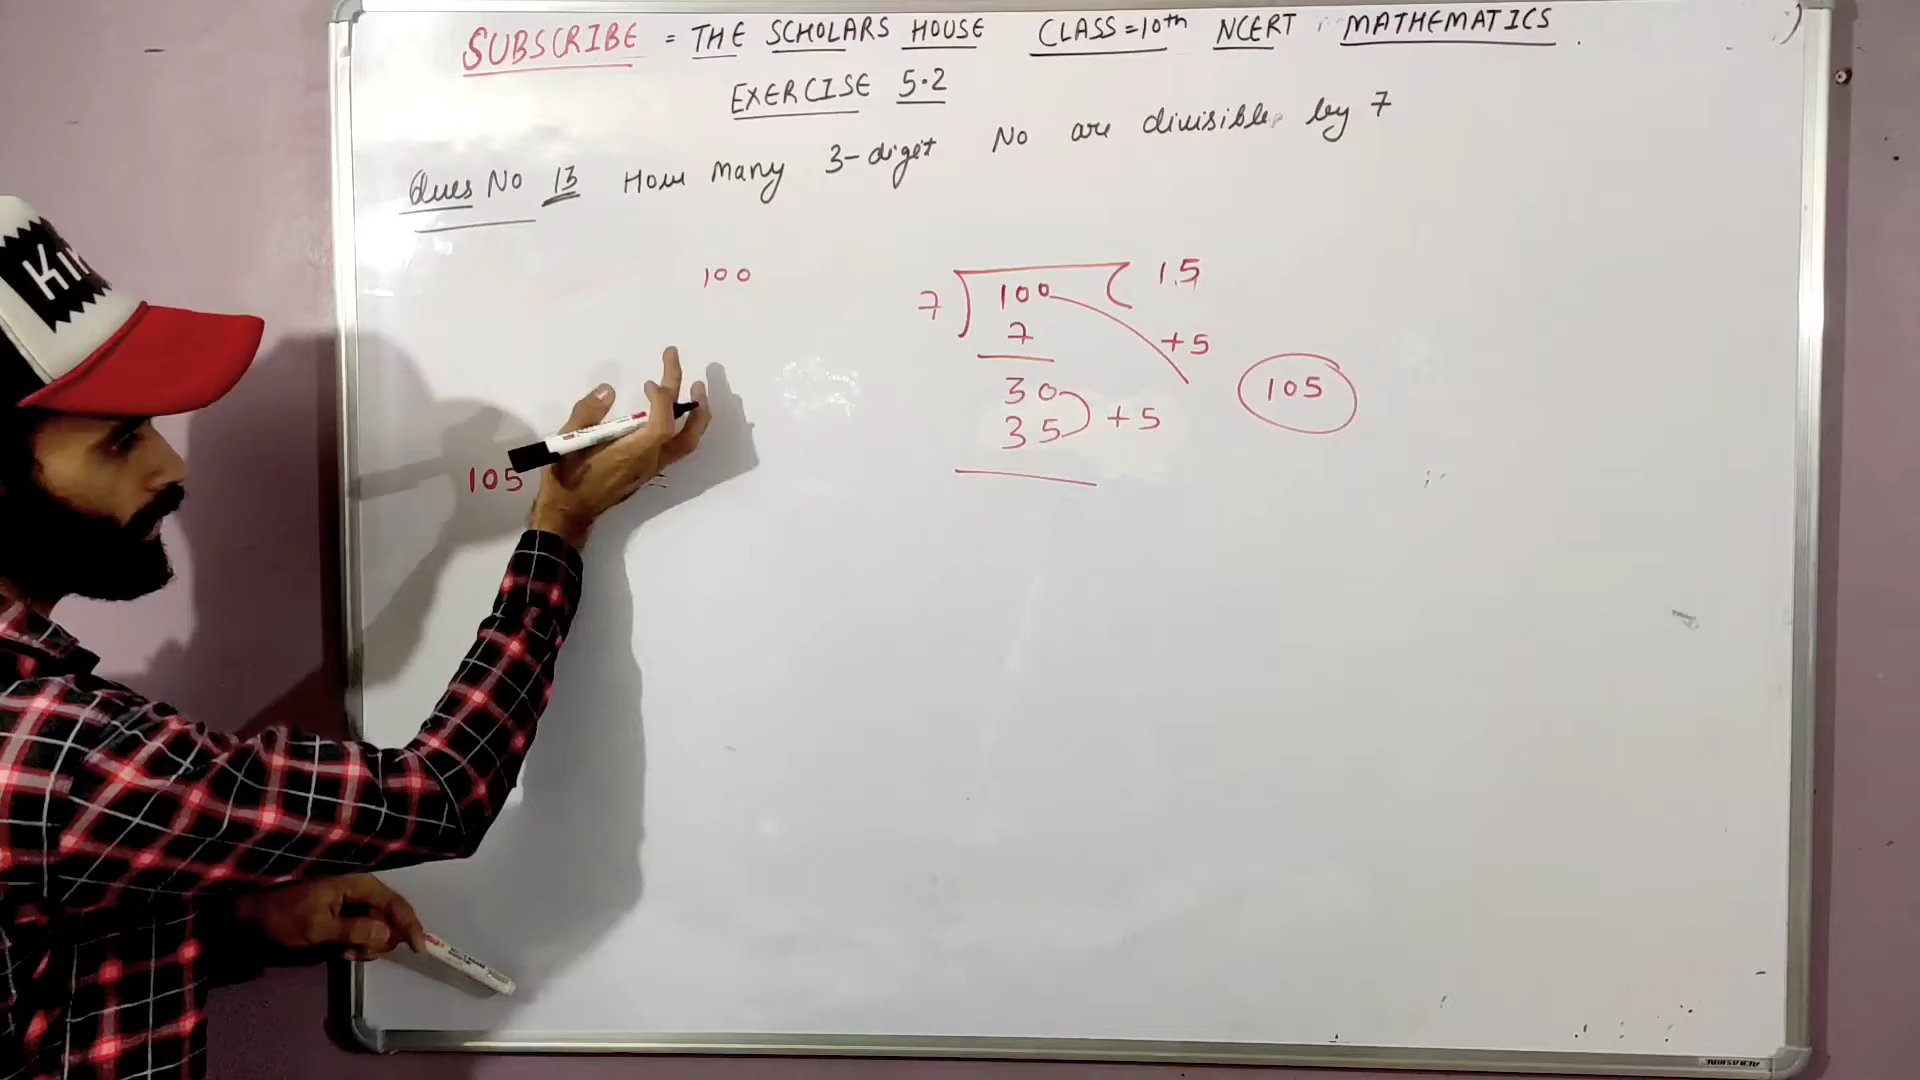 SUBSCRIBE = THE SCHOLARS HOUSE CLASS=10th NCERT MATHEMATICS
EXERCISE 5.2
Ques No 13 How many 3-digit No are divisible by 7
100
7 100 15
7 +5
30
35 +5
105
105